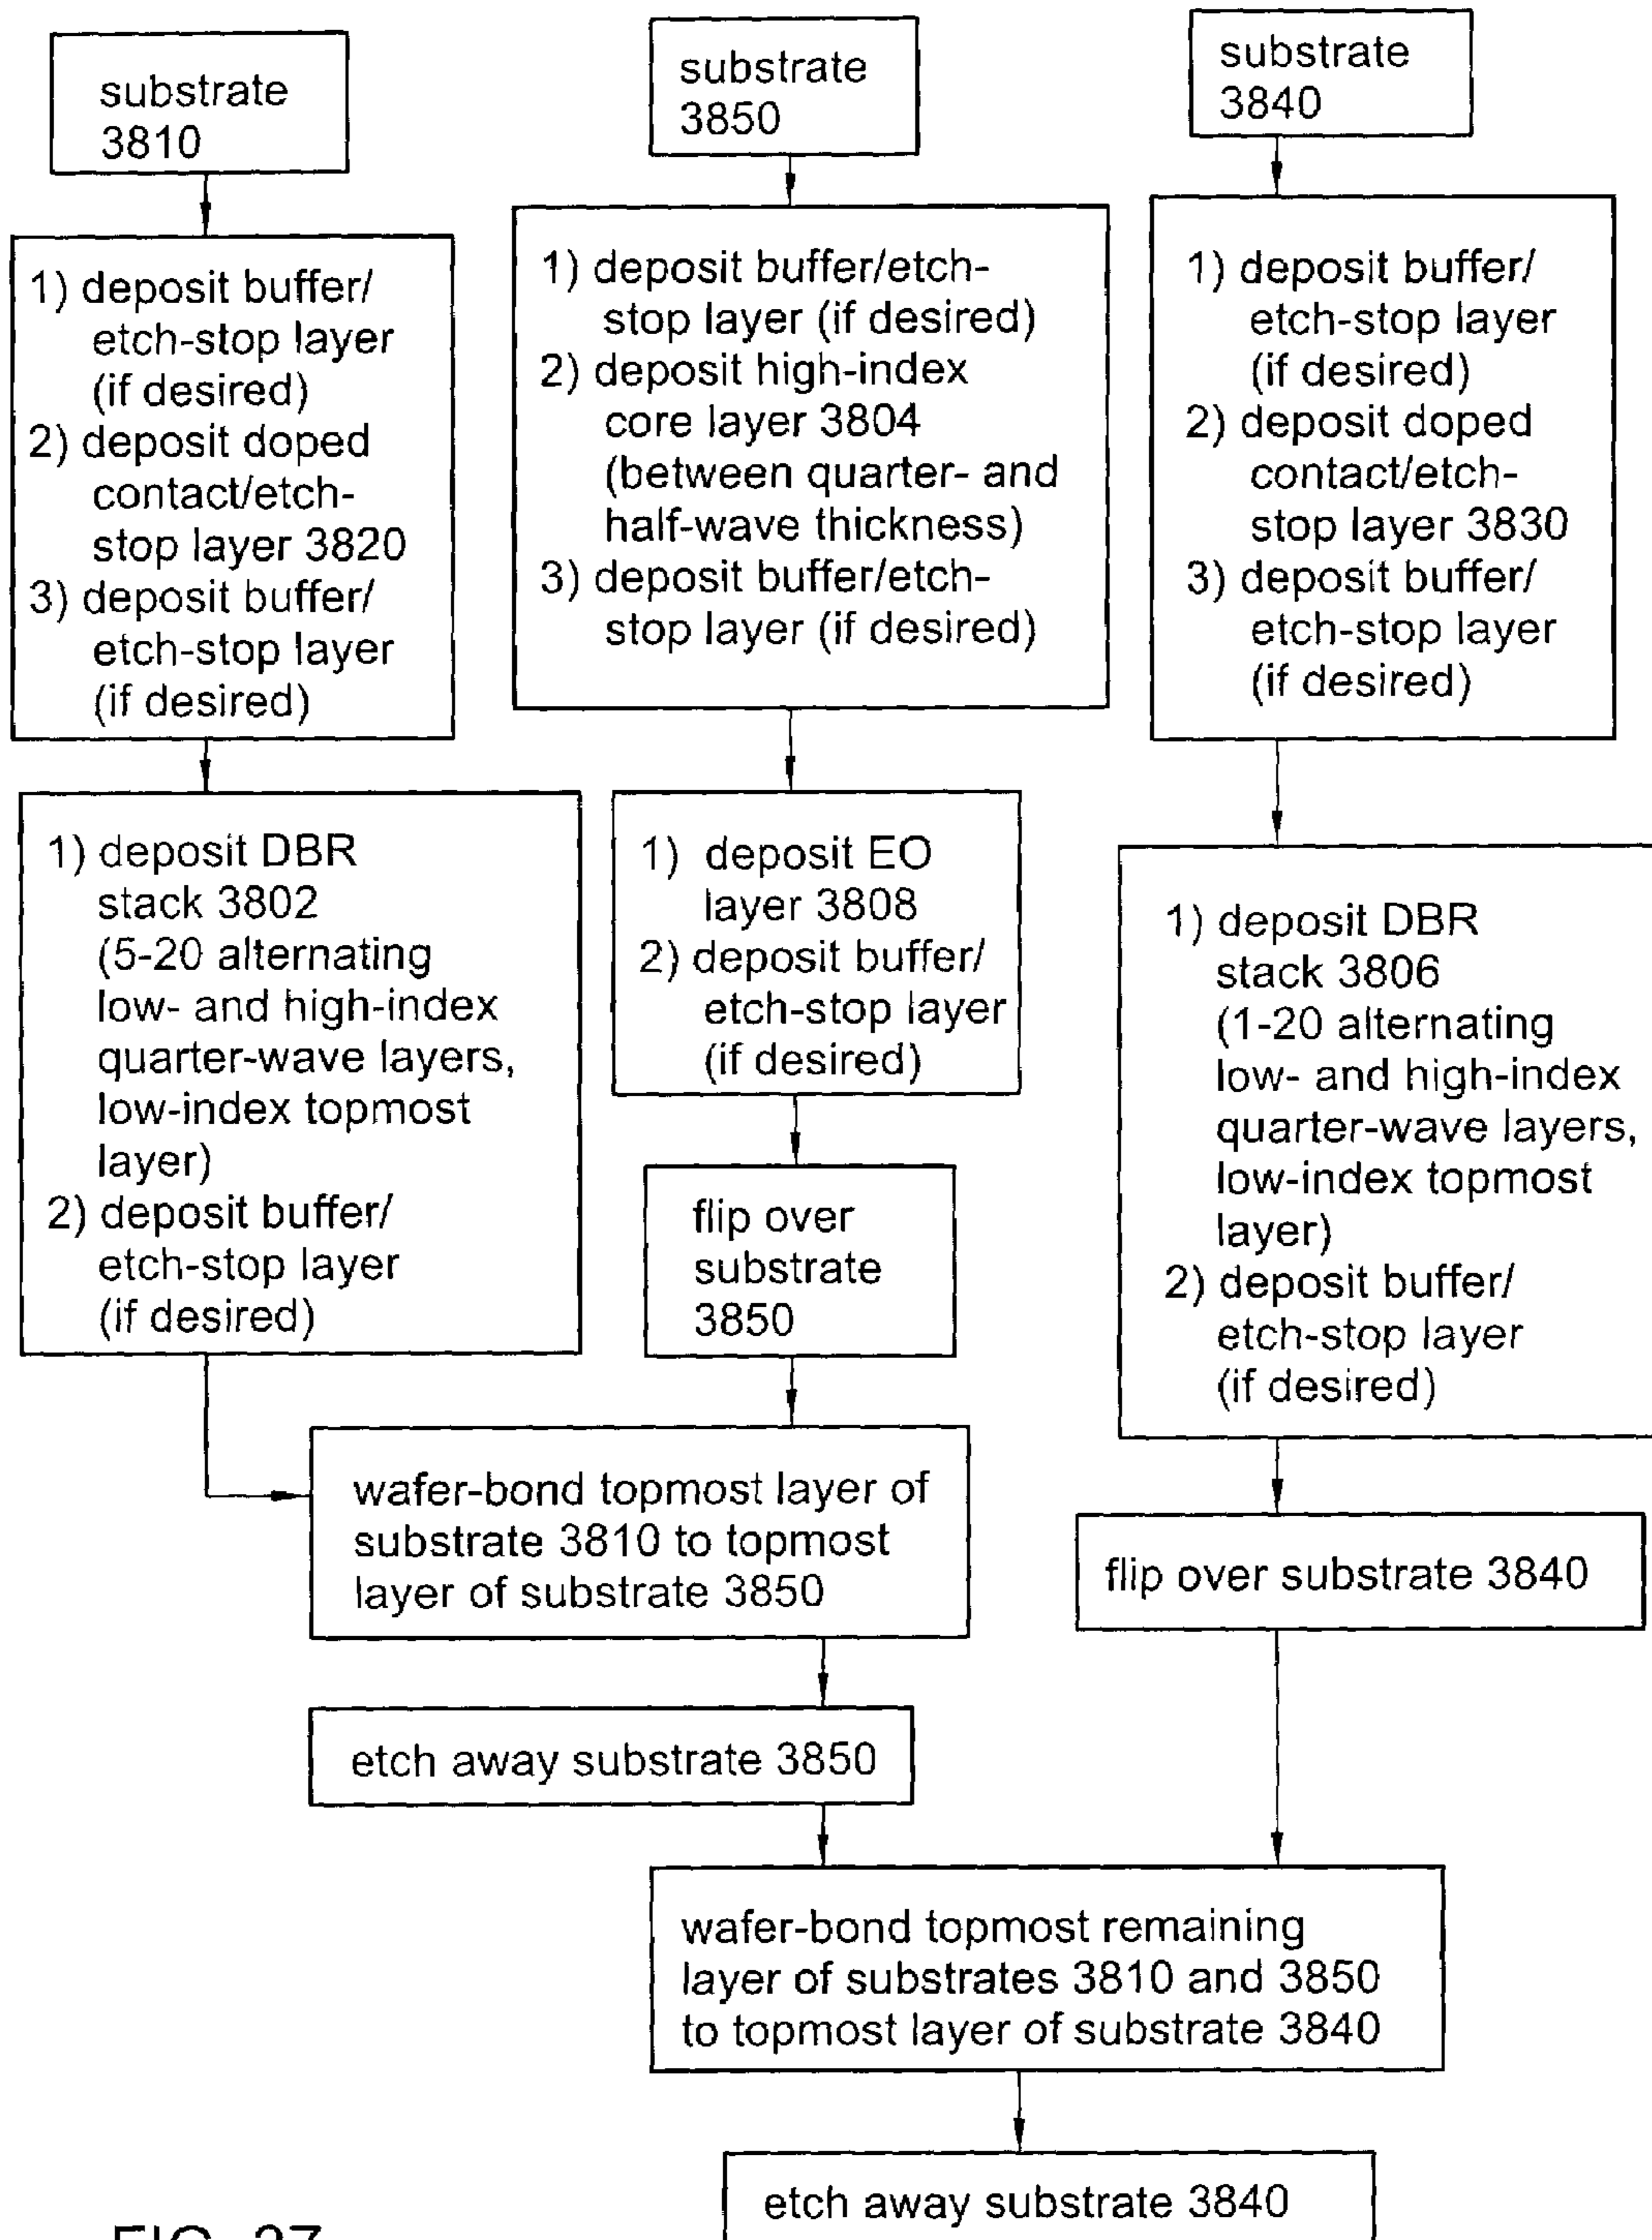 substrate
3810
substrate
3850
substrate
3840
1) deposit buffer/
etch-stop layer
(if desired)
2) deposit doped
contact/etch-
stop layer 3820
3) deposit buffer/
etch-stop layer
(if desired)
1) deposit buffer/etch-
stop layer (if desired)
2) deposit high-index
core layer 3804
(between quarter- and
half-wave thickness)
3) deposit buffer/etch-
stop layer (if desired)
1) deposit buffer/
etch-stop layer
(if desired)
2) deposit doped
contact/etch-
stop layer 3830
3) deposit buffer/
etch-stop layer
(if desired)
1) deposit DBR
stack 3802
(5-20 alternating
low- and high-index
quarter-wave layers,
low-index topmost
layer)
2) deposit buffer/
etch-stop layer
(if desired)
1) deposit EO
layer 3808
2) deposit buffer/
etch-stop layer
(if desired)
1) deposit DBR
stack 3806
(1-20 alternating
low- and high-index
quarter-wave layers,
low-index topmost
layer)
2) deposit buffer/
etch-stop layer
(if desired)
flip over
substrate
3850
wafer-bond topmost layer of
substrate 3810 to topmost
layer of substrate 3850
flip over substrate 3840
etch away substrate 3850
wafer-bond topmost remaining
layer of substrates 3810 and 3850
to topmost layer of substrate 3840
etch away substrate 3840
FIG. 37